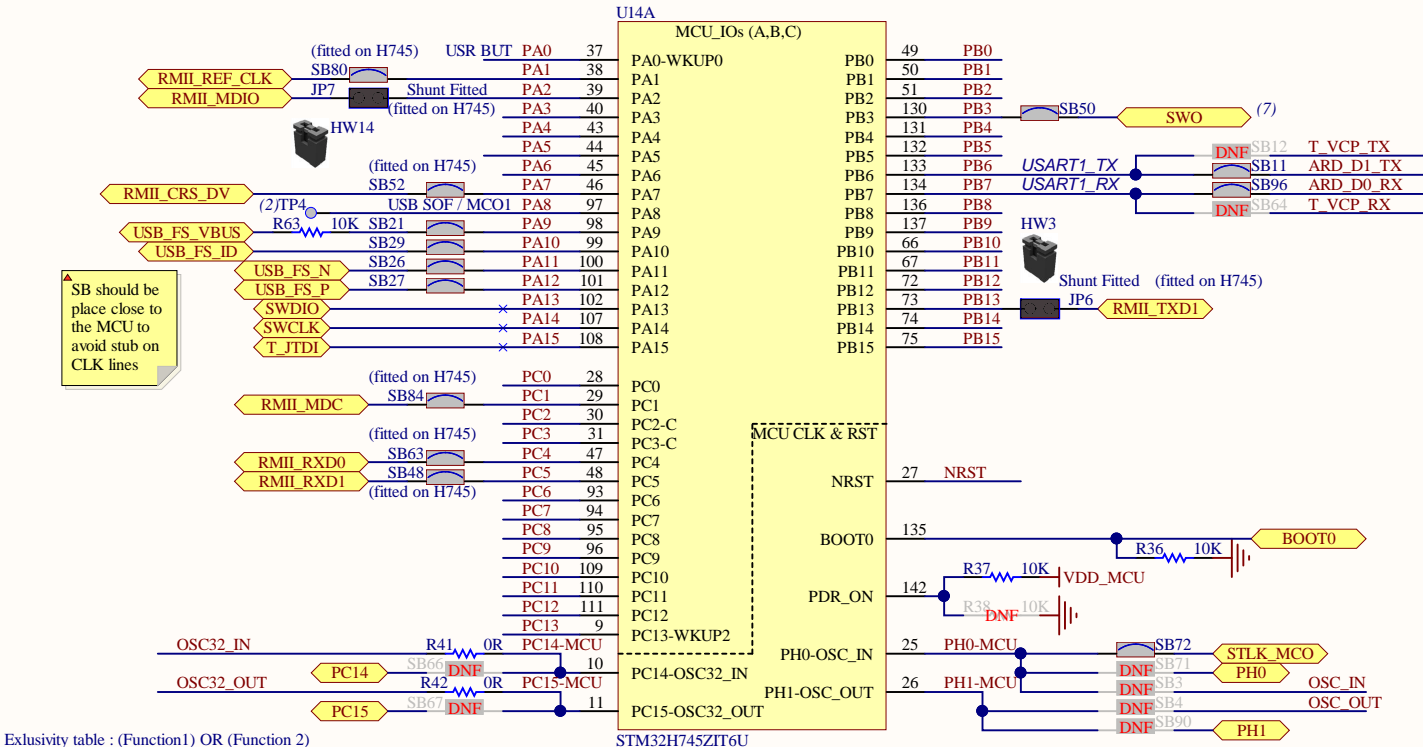 U14A
MCU_IOs (A,B,C)
(fitted on H745) USR BUT PA0 37 PA0-WKUP0 PB0 49 PB0
RMII_REF_CLK SB80 PA1 38 PA1 PB1 50 PB1
RMII_MDIO JP7 Shunt Fitted PA2 39 PA2 PB2 51 PB2
(fitted on H745) PA3 40 PA3 PB3 130 PB3 SB50 SWO (7)
HW14 PA4 43 PA4 PB4 131 PB4
PA5 44 PA5 PB5 132 PB5 DNF SB12 T_VCP_TX
(fitted on H745) PA6 45 PA6 PB6 133 PB6 USART1_TX SB11 ARD_D1_TX
RMII_CRS_DV SB52 PA7 46 PA7 PB7 134 PB7 USART1_RX SB96 ARD_D0_RX
(2)TP4 USB SOF / MCO1 PA8 97 PA8 PB8 136 PB8 DNF SB64 T_VCP_RX
USB_FS_VBUS R63 10K SB21 PA9 98 PA9 PB9 137 PB9 HW3
USB_FS_ID SB29 PA10 99 PA10 PB10 66 PB10
USB_FS_N SB26 PA11 100 PA11 PB11 67 PB11
USB_FS_P SB27 PA12 101 PA12 PB12 72 PB12 Shunt Fitted (fitted on H745)
SWDIO PA13 102 PA13 PB13 73 PB13 JP6 RMII_TXD1
SWCLK PA14 107 PA14 PB14 74 PB14
T_JTDI PA15 108 PA15 PB15 75 PB15
SB should be
place close to
the MCU to
avoid stub on
CLK lines
(fitted on H745) PC0 28 PC0
RMII_MDC SB84 PC1 29 PC1
PC2 30 PC2-C
(fitted on H745) PC3 31 PC3-C MCU CLK & RST
RMII_RXD0 SB63 PC4 47 PC4
RMII_RXD1 SB48 PC5 48 PC5 NRST 27 NRST
(fitted on H745) PC6 93 PC6
PC7 94 PC7
PC8 95 PC8 BOOT0 135 BOOT0
PC9 96 PC9 R36 10K
PC10 109 PC10 R37 10K VDD_MCU
PC11 110 PC11 PDR_ON 142
PC12 111 PC12 R38 DNF 10K
PC13 9 PC13-WKUP2
OSC32_IN R41 0R PC14-MCU PH0-OSC_IN 25 PH0-MCU SB72 STLK_MCO
PC14 SB66 DNF 10 PC14-OSC32_IN DNF SB71 PH0
OSC32_OUT R42 0R PC15-MCU PH1-OSC_OUT 26 PH1-MCU DNF SB3 OSC_IN
PC15 SB67 DNF 11 PC15-OSC32_OUT DNF SB4 OSC_OUT
DNF SB90 PH1
Exlusivity table : (Function1) OR (Function 2)
STM32H745ZIT6U